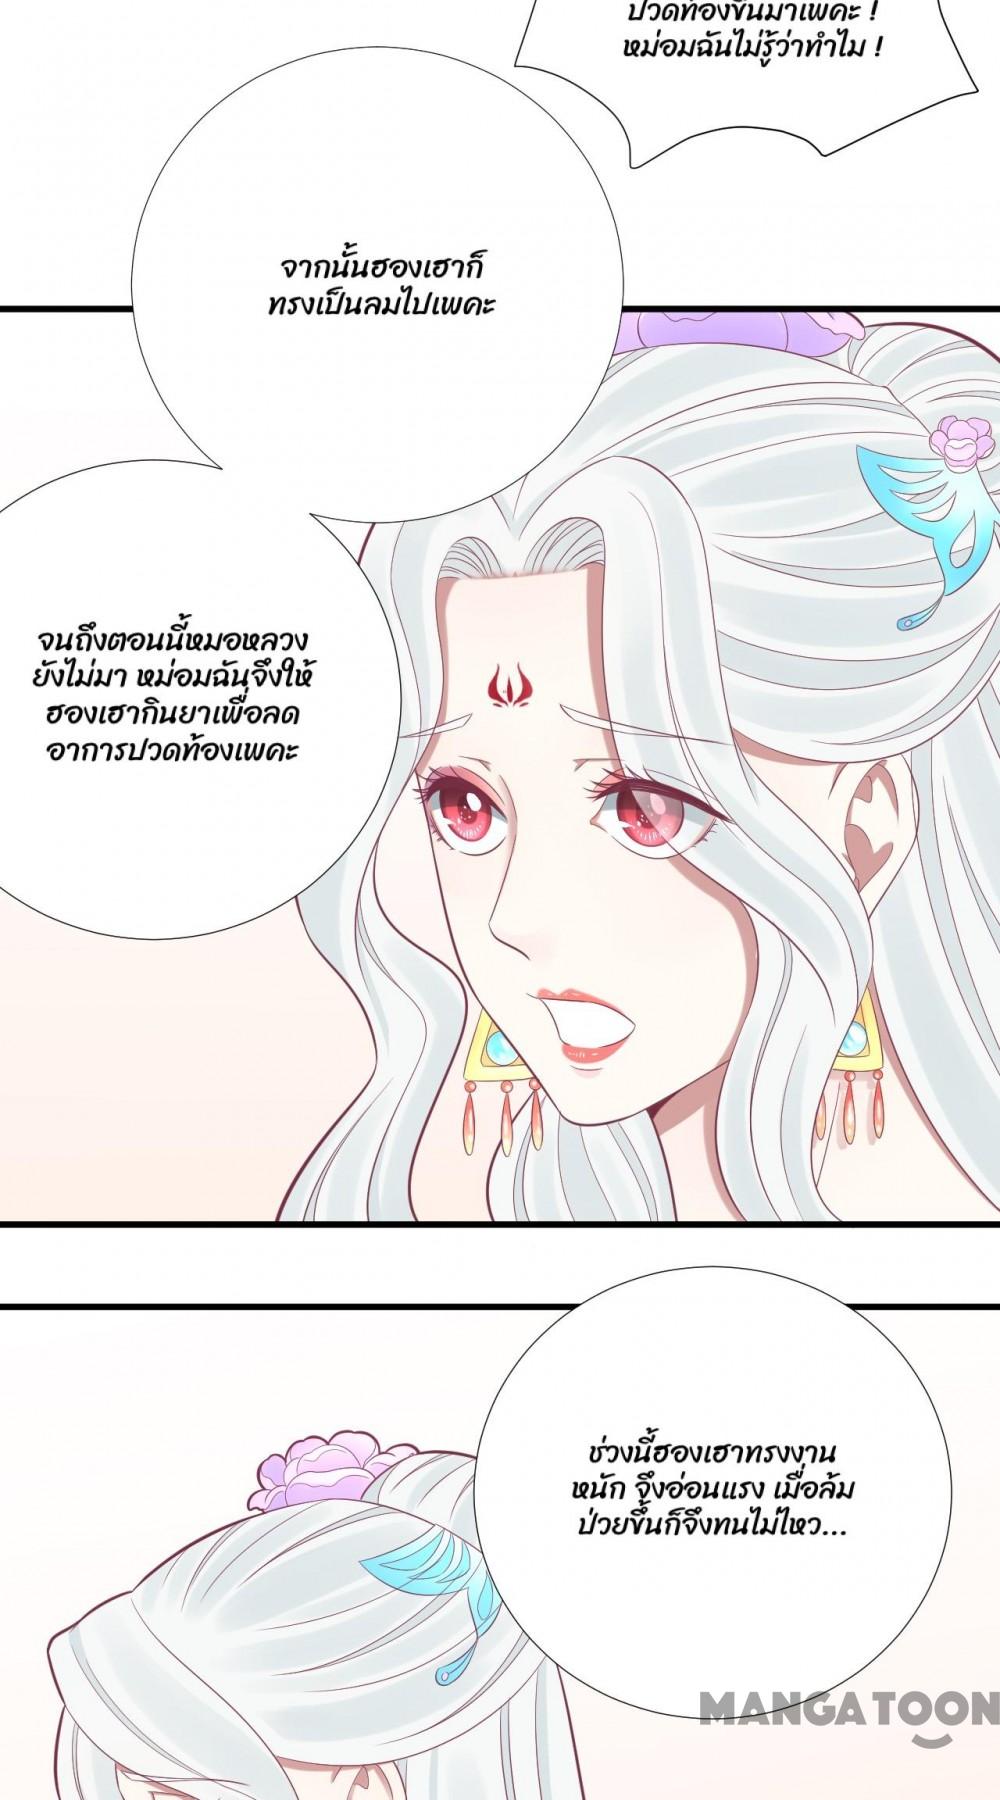 ปวดท้องขึ้นมาเพคะ !
หม่อมฉันไม่รู้ว่าทำไม !
จากนั้นฮองเฮาก็
ทรงเป็นลมไปเพคะ
จนถึงตอนนี้หมอหลวง
ยังไม่มา หม่อมฉันจึงให้
ฮองเฮากินยาเพื่อลด
อาการปวดท้องเพคะ
ช่วงนี้ฮองเฮาทรงงาน
หนัก จึงอ่อนแรง เมื่อล้ม
ป่วยขึ้นก็จึงทนไม่ไหว...
MANGATOON